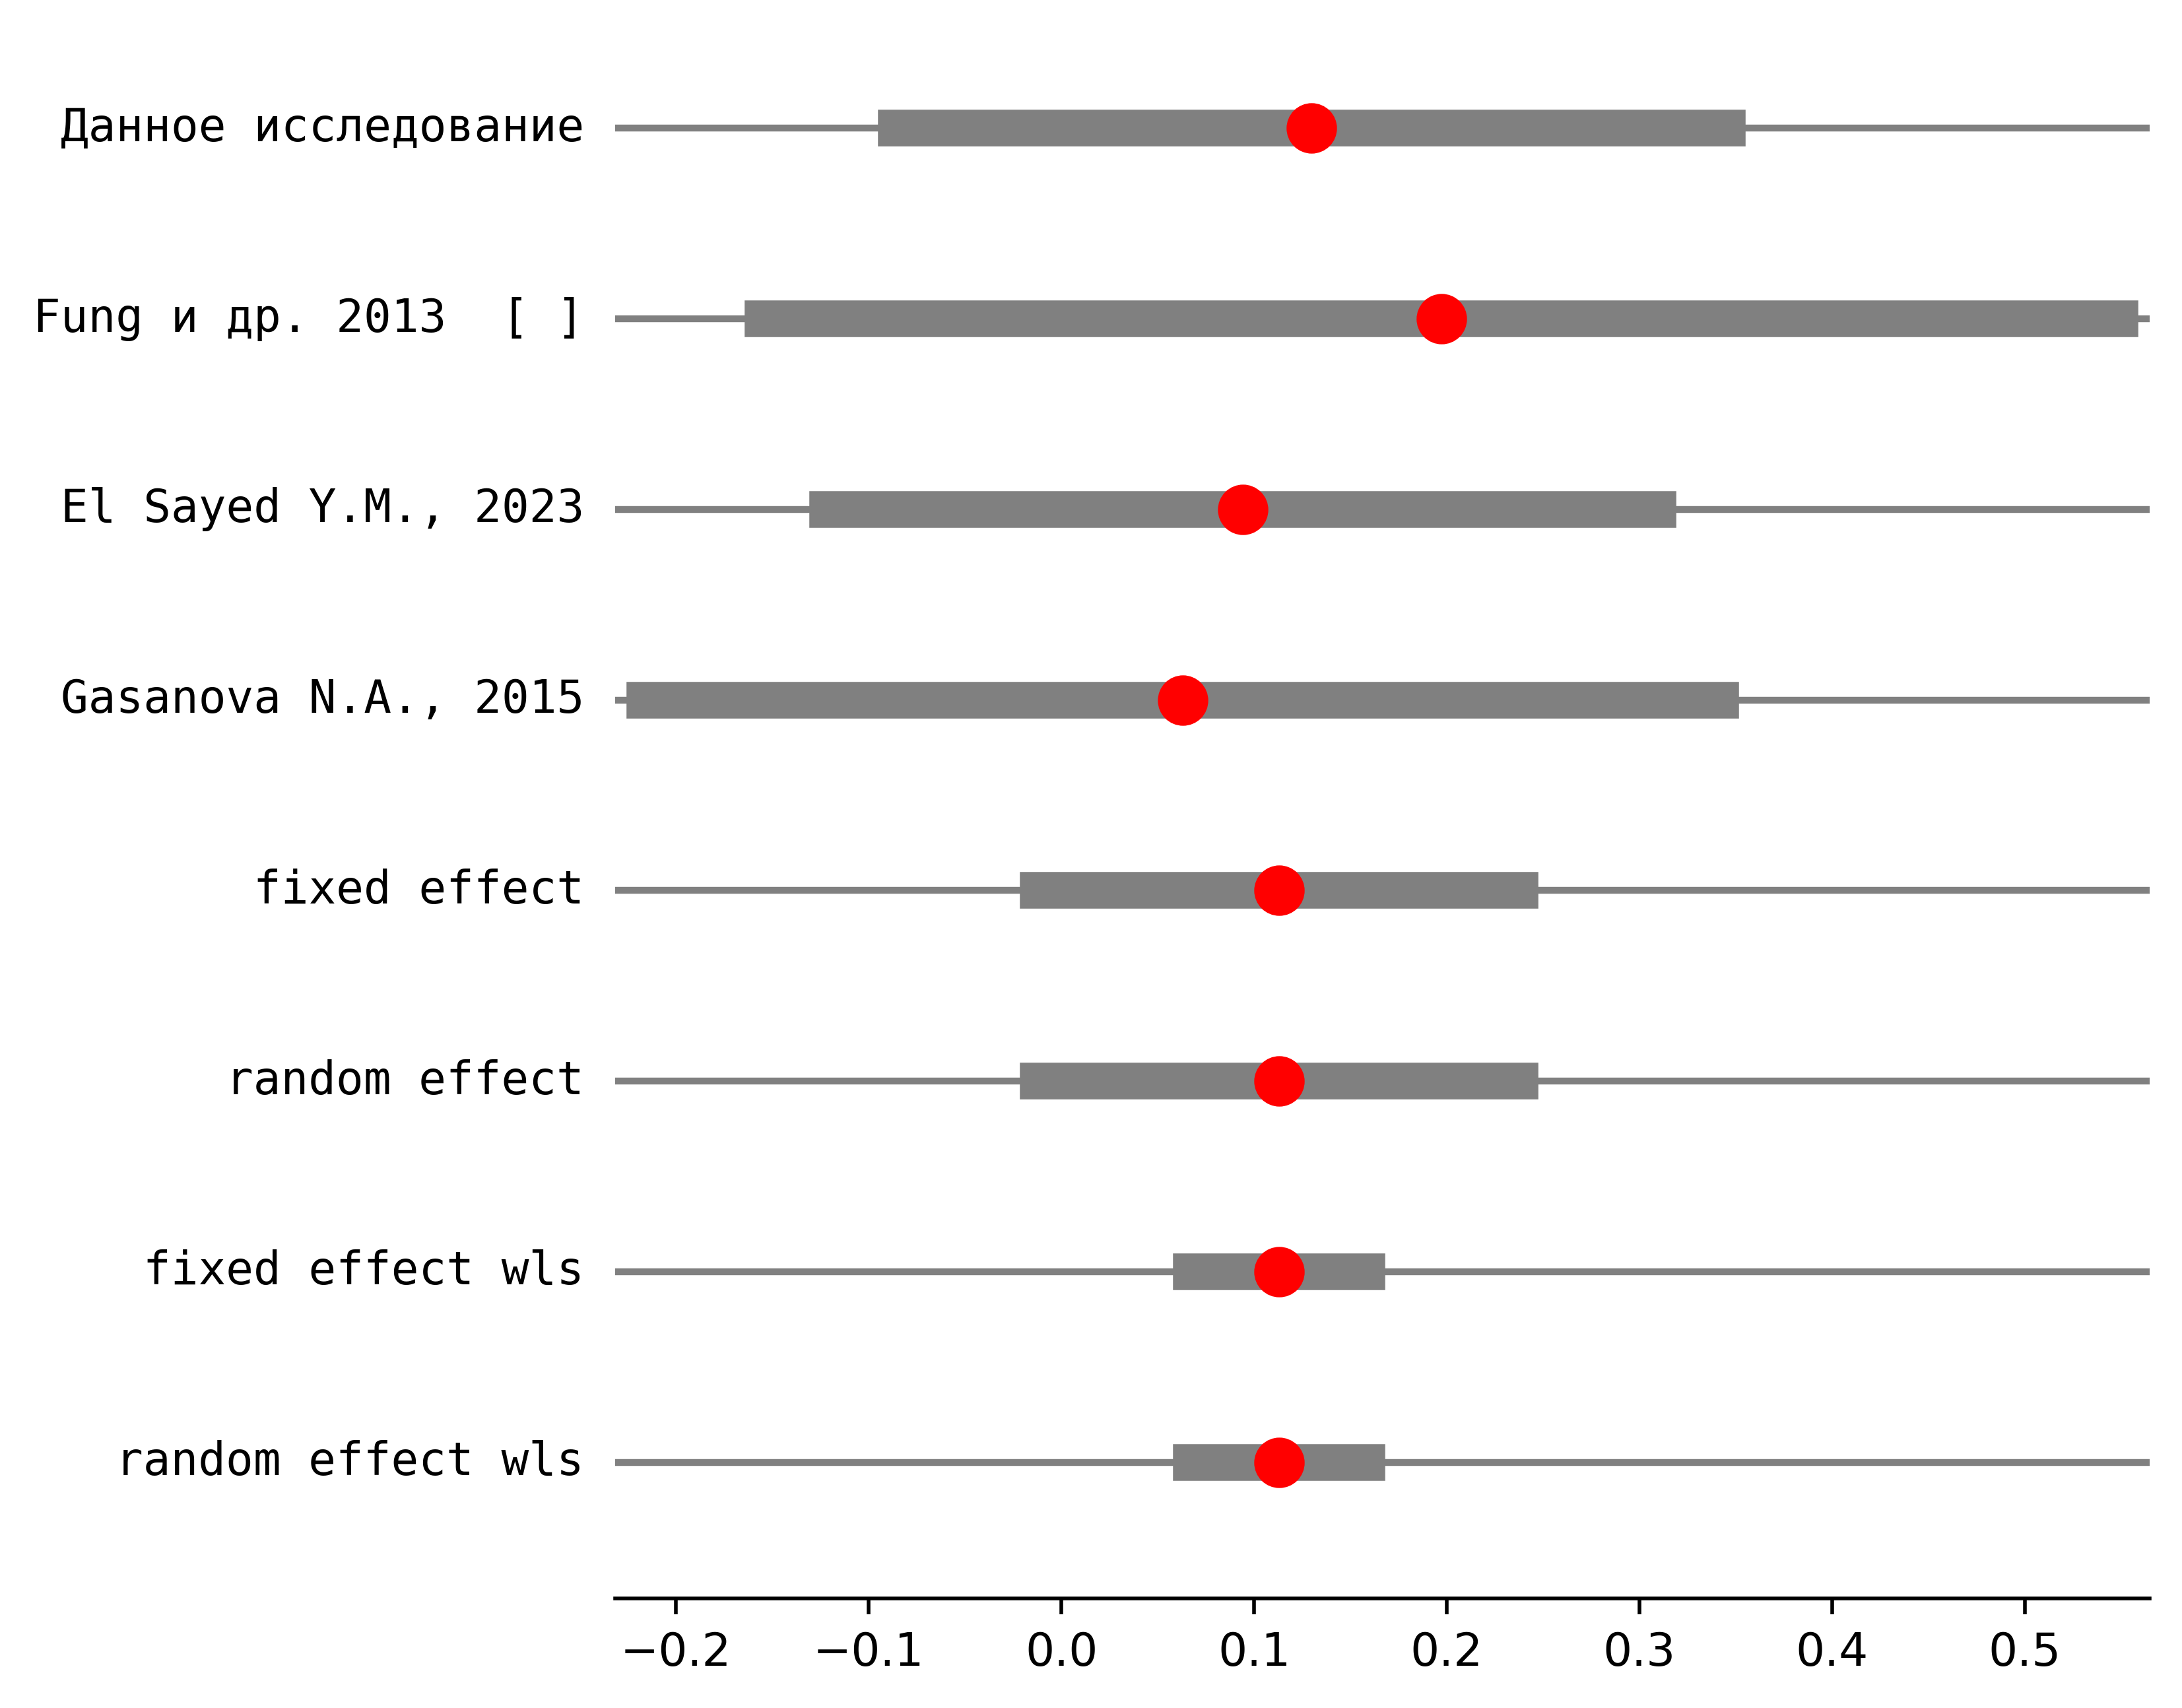 Данное исследование
Fung и др. 2013  [ ]
El Sayed Y.M., 2023
Gasanova N.A., 2015
fixed effect
random effect
fixed effect wls
random effect wls
−0.2 −0.1 0.0 0.1 0.2 0.3 0.4 0.5